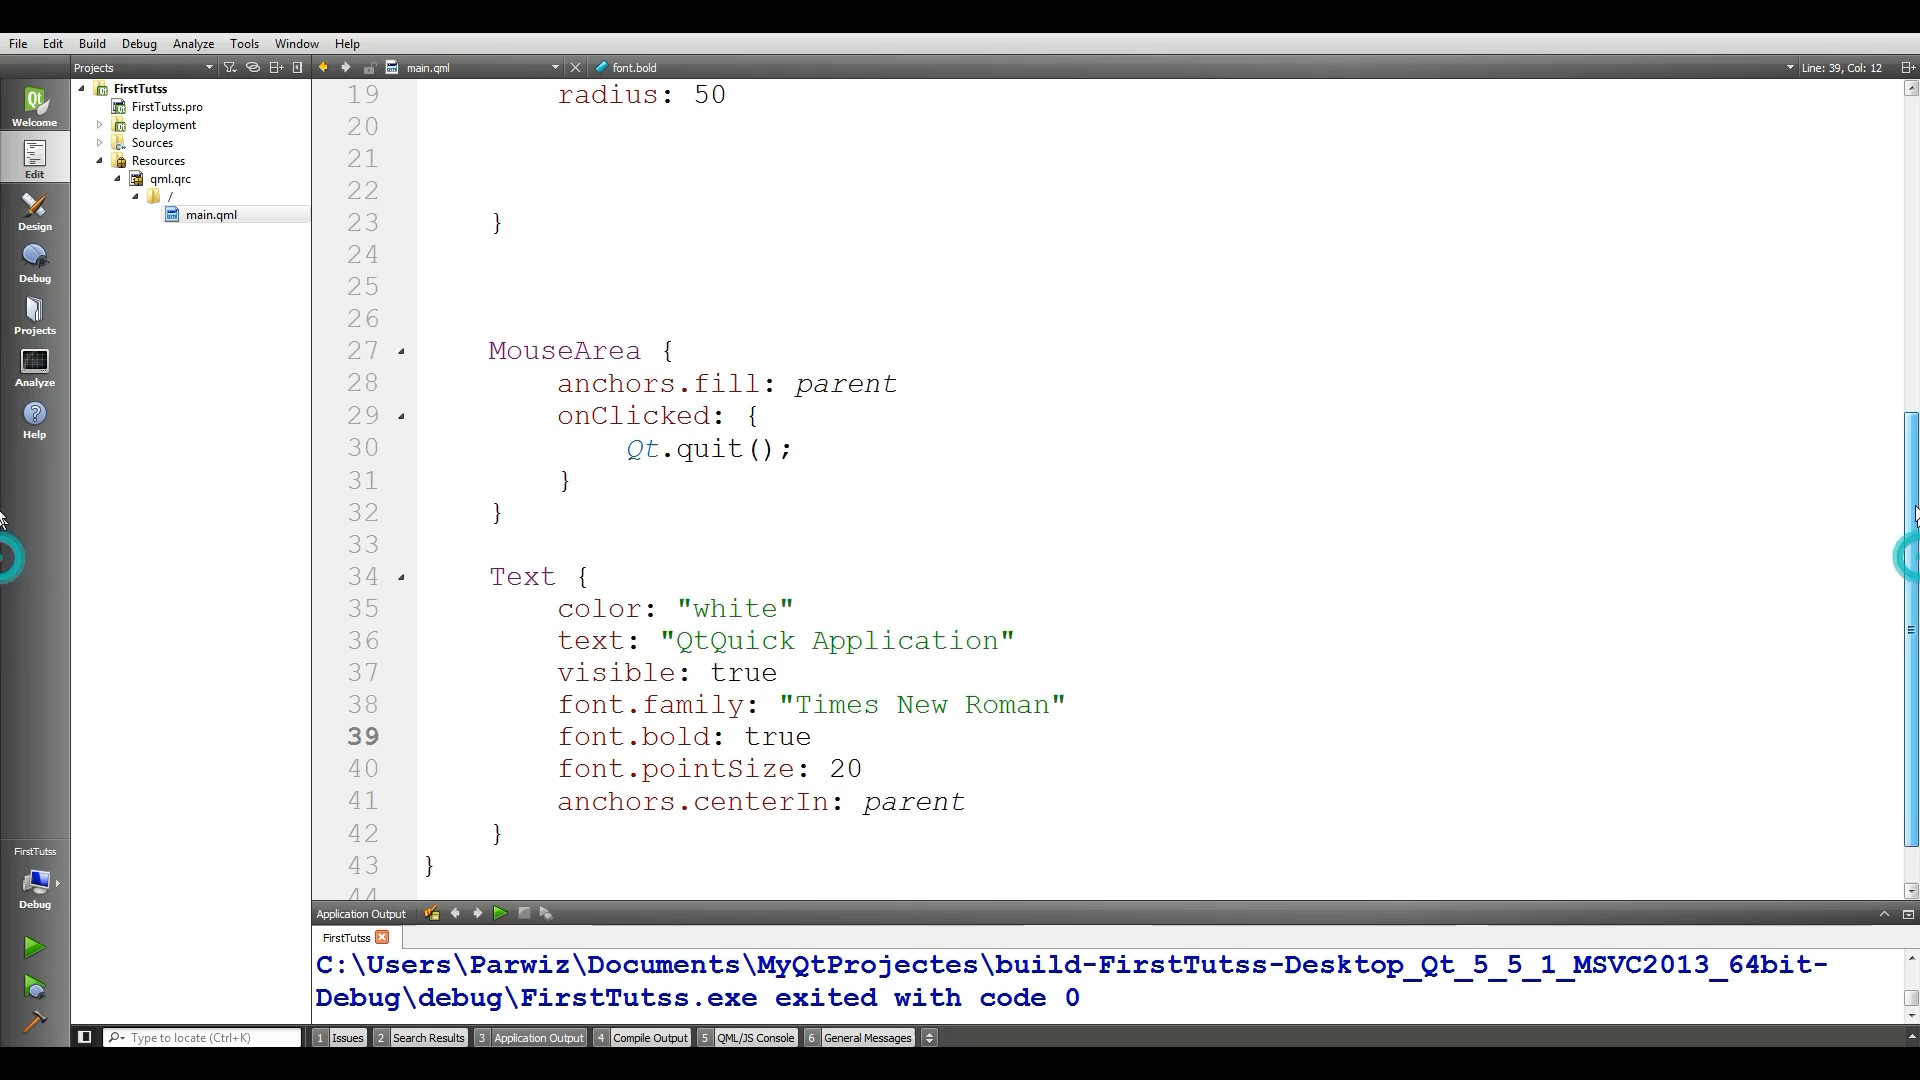 File Edit Build Debug Analyze Tools Window Help
Projects main.qml font.bold Line: 39, Col: 12
Welcome
Edit
Design
Debug
Projects
Analyze
Help
FirstTutss
Debug
FirstTutss
FirstTutss.pro
deployment
Sources
Resources
qml.qrc
/
main.qml
19 radius: 50
20
21
22
23 }
24
25
26
27 MouseArea {
28 anchors.fill: parent
29 onClicked: {
30 Qt.quit();
31 }
32 }
33
34 Text {
35 color: "white"
36 text: "QtQuick Application"
37 visible: true
38 font.family: "Times New Roman"
39 font.bold: true
40 font.pointSize: 20
41 anchors.centerIn: parent
42 }
43 }
44
Application Output
FirstTutss
C:\Users\Parwiz\Documents\MyQtProjectes\build-FirstTutss-Desktop_Qt_5_5_1_MSVC2013_64bit-
Debug\debug\FirstTutss.exe exited with code 0
Type to locate (Ctrl+K) 1 Issues 2 Search Results 3 Application Output 4 Compile Output 5 QML/JS Console 6 General Messages